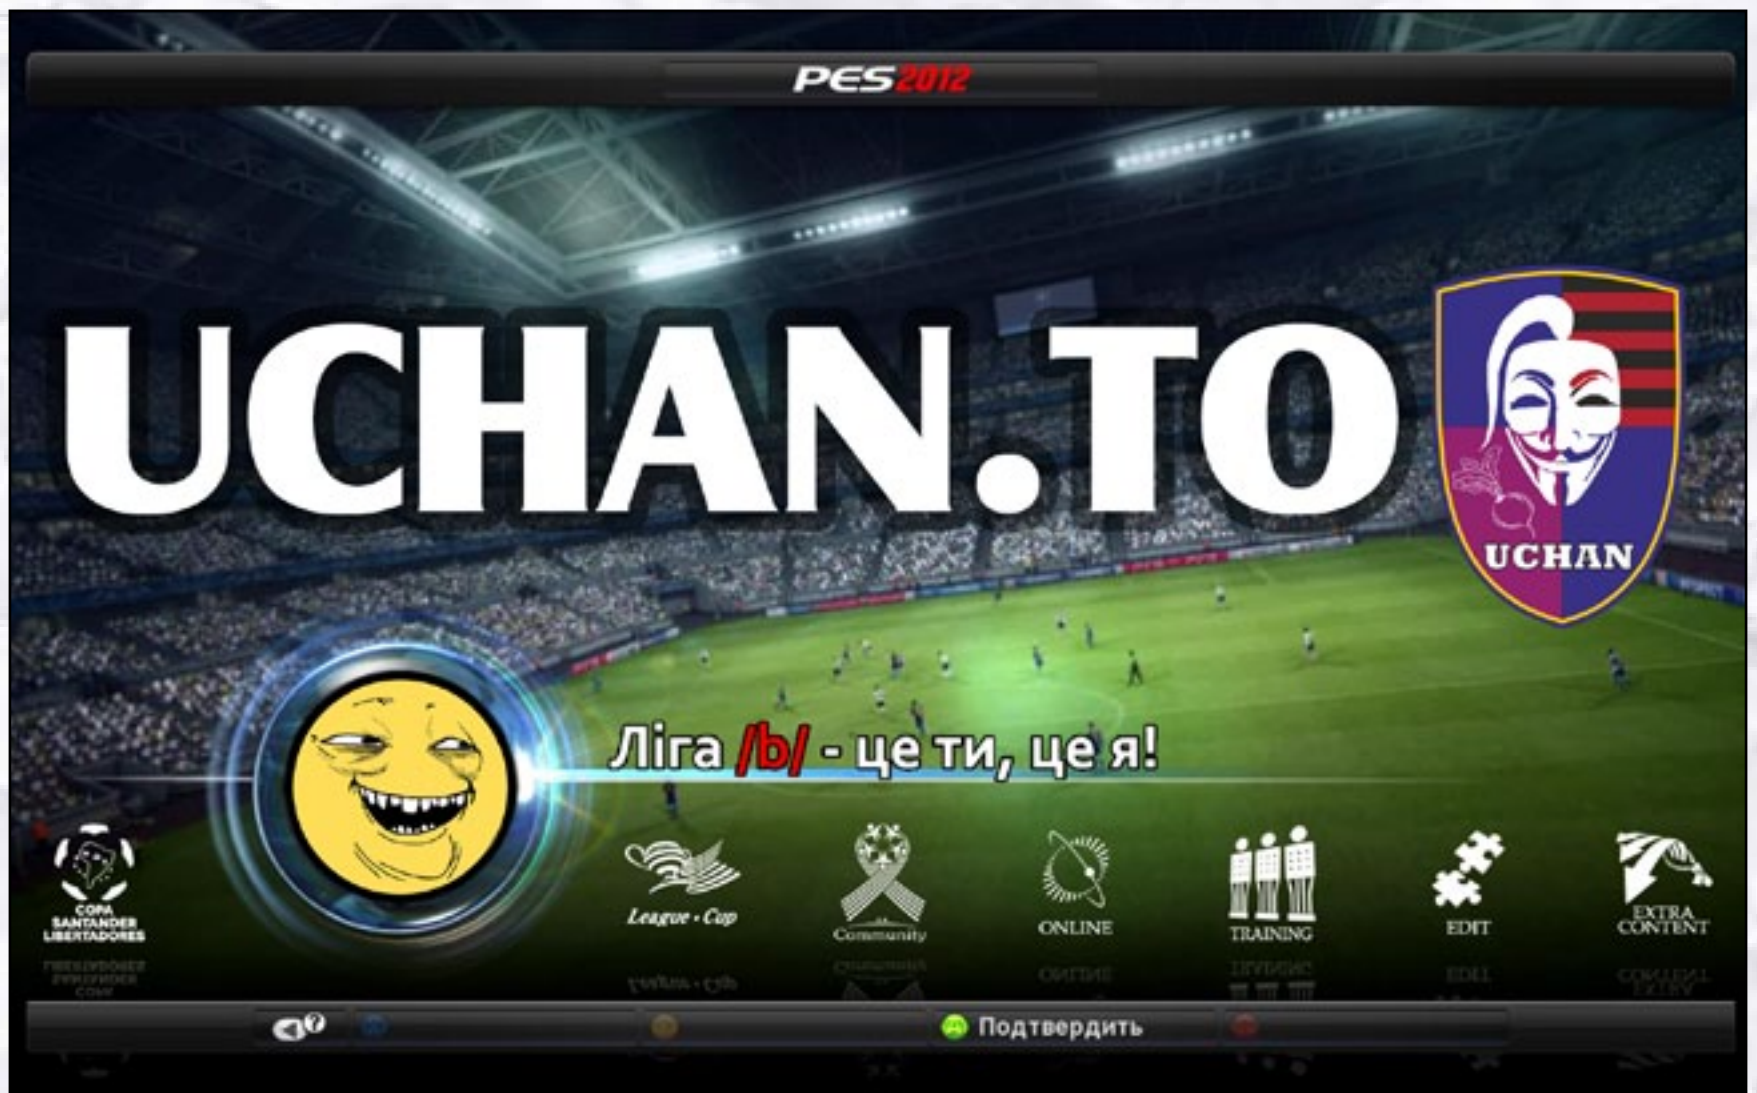 PES2012
UCHAN.TO
UCHAN
Ліга /b/ - це ти, це я!
COPA
SANTANDER
LIBERTADORES
League • Cup
Community
ONLINE
TRAINING
EDIT
EXTRA
CONTENT
Подтвердить